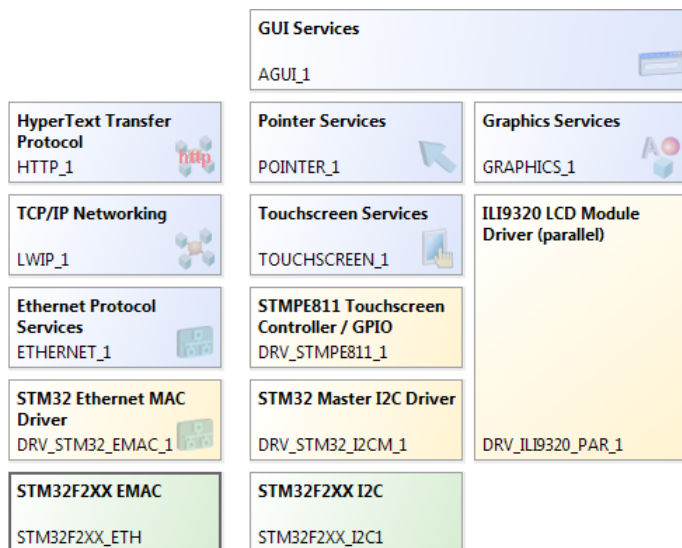 GUI Services
AGUI_1
HyperText Transfer
Protocol
http
HTTP_1
Pointer Services
POINTER_1
Graphics Services
A
GRAPHICS_1
TCP/IP Networking
LWIP_1
Touchscreen Services
TOUCHSCREEN_1
ILI9320 LCD Module
Driver (parallel)
DRV_ILI9320_PAR_1
Ethernet Protocol
Services
ETHERNET_1
STMPE811 Touchscreen
Controller / GPIO
DRV_STMPE811_1
STM32 Ethernet MAC
Driver
DRV_STM32_EMAC_1
STM32 Master I2C Driver
DRV_STM32_I2CM_1
STM32F2XX EMAC
STM32F2XX_ETH
STM32F2XX I2C
STM32F2XX_I2C1